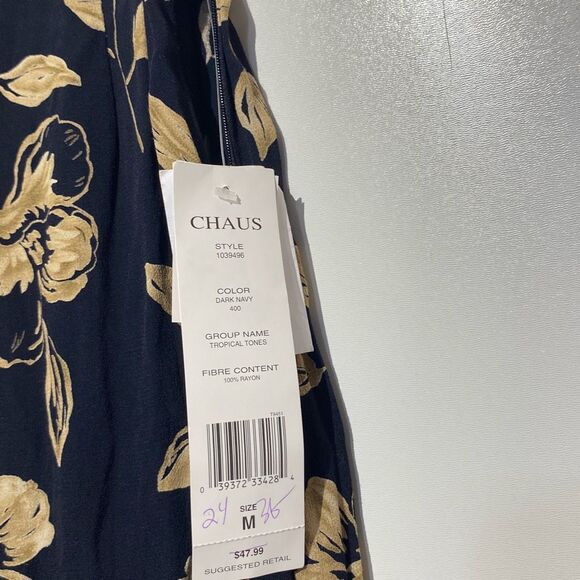 CHAUS
STYLE
1039496
COLOR
DARK NAVY
400
GROUP NAME
TROPICAL TONES
FIBRE CONTENT
100% RAYON
0 39372 33428 4
24 SIZE 36
M
$47.99
SUGGESTED RETAIL